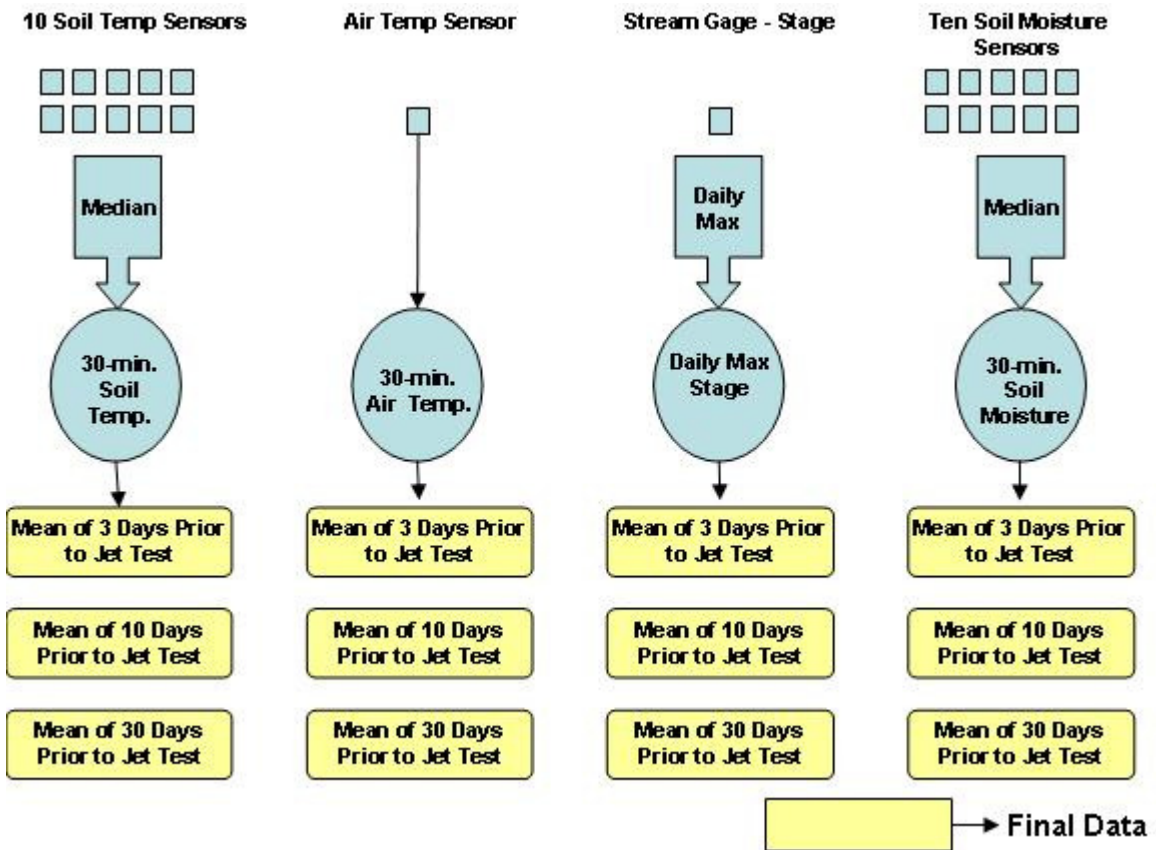 10 Soil Temp Sensors
Air Temp Sensor
Stream Gage - Stage
Ten Soil Moisture
Sensors
Median
Daily
Max
Median
30-min.
Soil
Temp.
30-min.
Air Temp.
Daily Max
Stage
30-min.
Soil
Moisture
Mean of 3 Days Prior
to Jet Test
Mean of 3 Days Prior
to Jet Test
Mean of 3 Days Prior
to Jet Test
Mean of 3 Days Prior
to Jet Test
Mean of 10 Days
Prior to Jet Test
Mean of 10 Days
Prior to Jet Test
Mean of 10 Days
Prior to Jet Test
Mean of 10 Days
Prior to Jet Test
Mean of 30 Days
Prior to Jet Test
Mean of 30 Days
Prior to Jet Test
Mean of 30 Days
Prior to Jet Test
Mean of 30 Days
Prior to Jet Test
Final Data